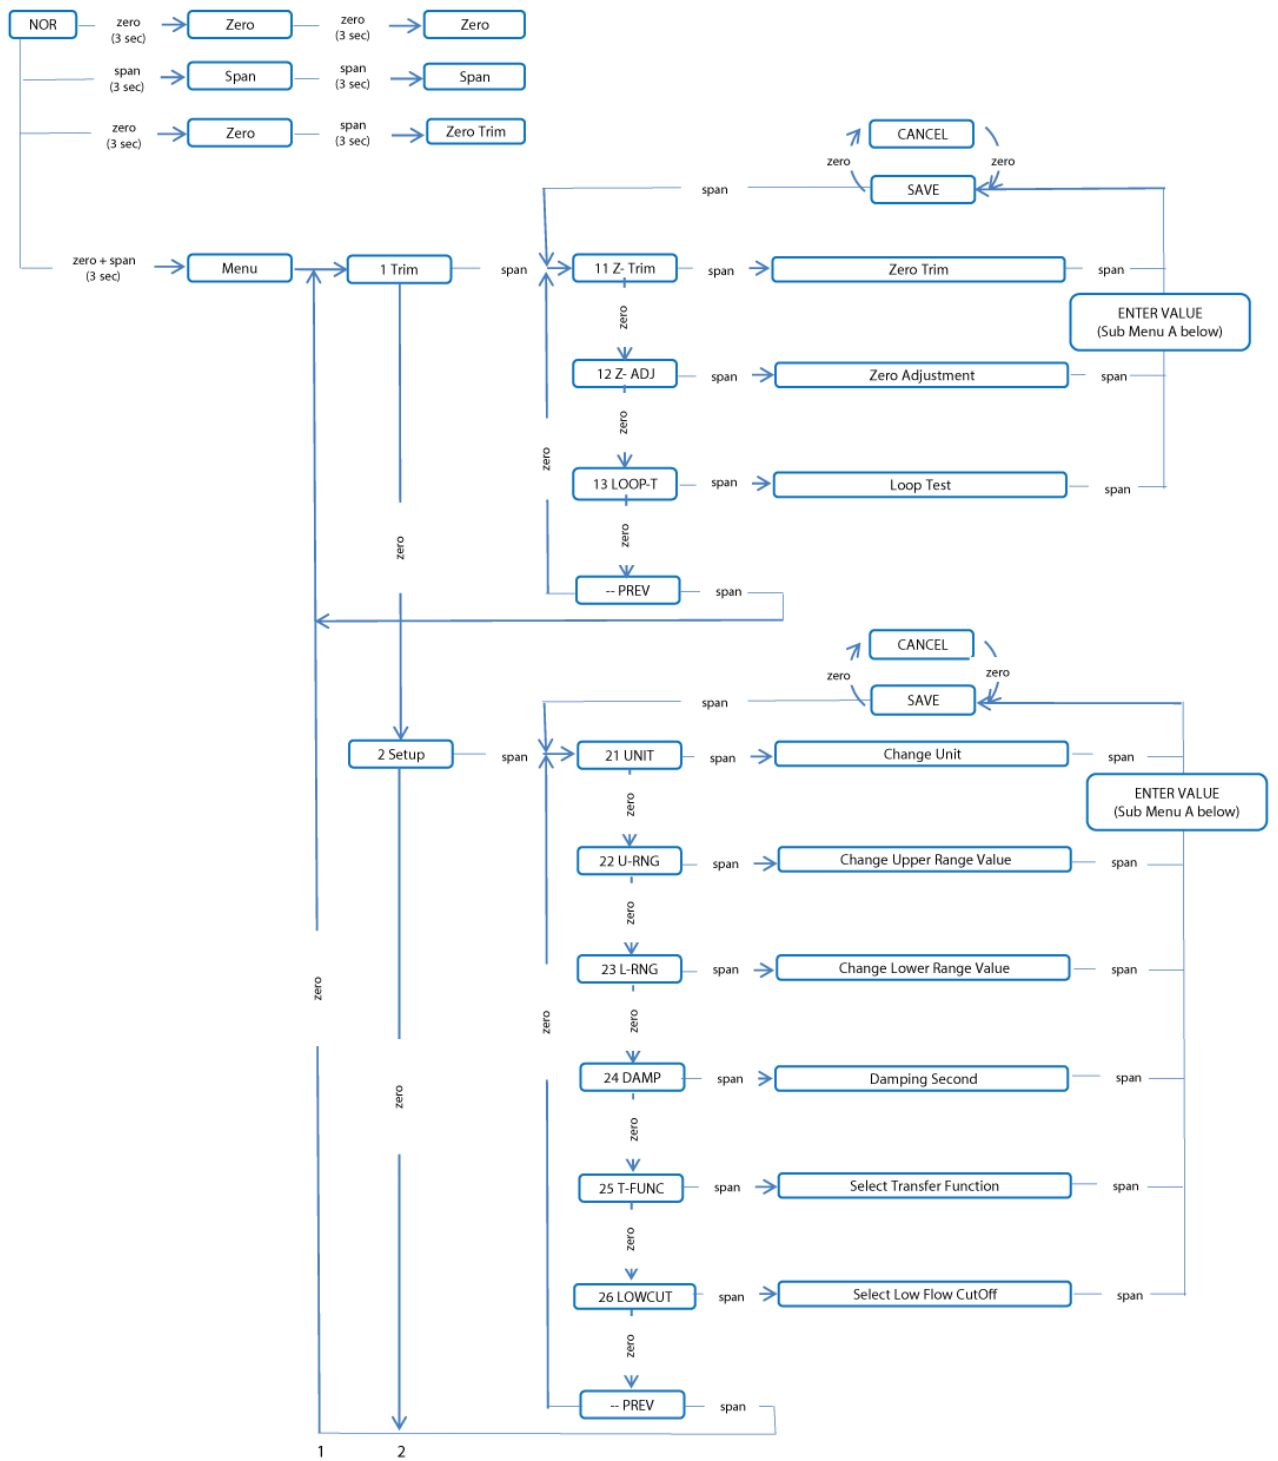 NOR
zero
(3 sec)
Zero
zero
(3 sec)
Zero
span
(3 sec)
Span
span
(3 sec)
Span
zero
(3 sec)
Zero
span
(3 sec)
Zero Trim
CANCEL
zero
zero
span
SAVE
zero + span
(3 sec)
Menu
1 Trim
span
11 Z- Trim
span
Zero Trim
span
zero
ENTER VALUE
(Sub Menu A below)
12 Z- ADJ
span
Zero Adjustment
span
zero
zero
13 LOOP-T
span
Loop Test
span
zero
zero
-- PREV
span
CANCEL
zero
zero
span
SAVE
2 Setup
span
21 UNIT
span
Change Unit
span
zero
ENTER VALUE
(Sub Menu A below)
22 U-RNG
span
Change Upper Range Value
span
zero
23 L-RNG
span
Change Lower Range Value
span
zero
zero
zero
24 DAMP
span
Damping Second
span
zero
zero
25 T-FUNC
span
Select Transfer Function
span
zero
26 LOWCUT
span
Select Low Flow CutOff
span
zero
-- PREV
span
1
2